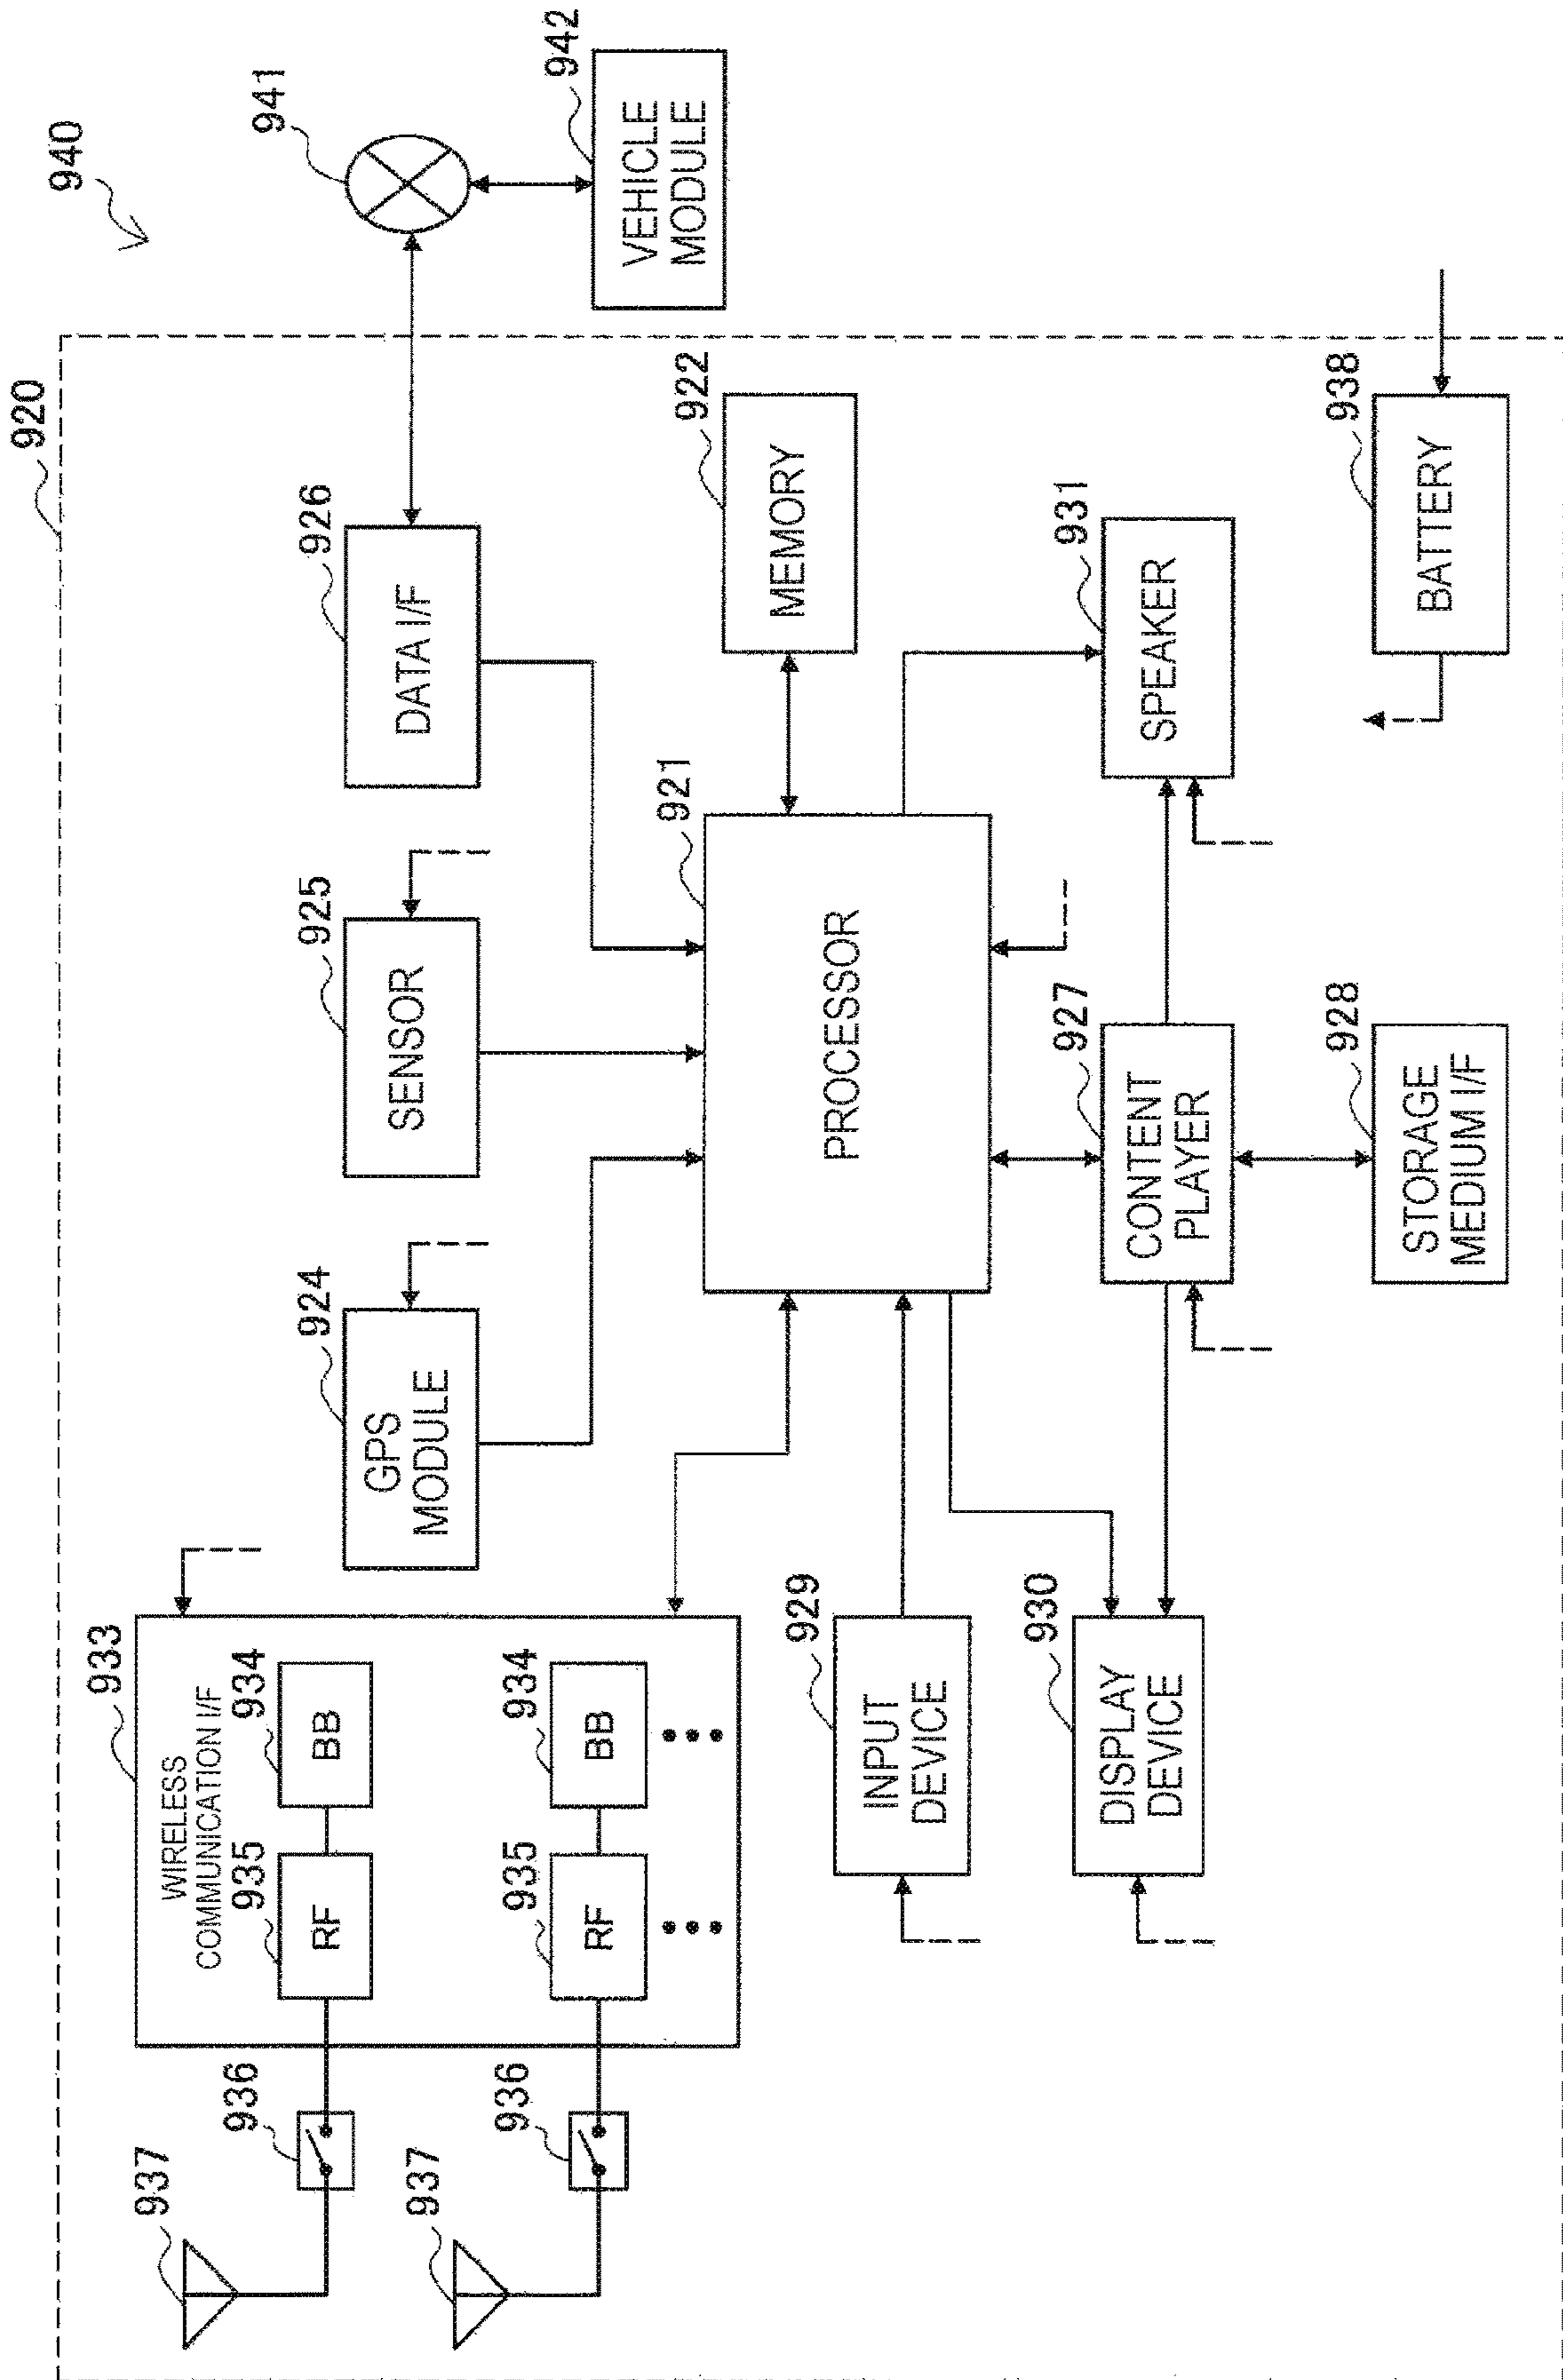 940
920
941
942
VEHICLE
MODULE
933
WIRELESS
COMMUNICATION I/F
937
936
935
934
RF
BB
937
936
935
934
RF
BB
924
GPS
MODULE
925
SENSOR
926
DATA I/F
921
PROCESSOR
922
MEMORY
929
INPUT
DEVICE
930
DISPLAY
DEVICE
927
CONTENT
PLAYER
931
SPEAKER
928
STORAGE
MEDIUM I/F
938
BATTERY